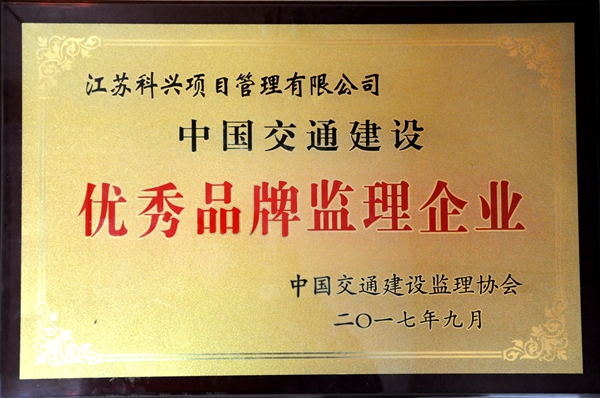 江苏科兴项目管理有限公司
中国交通建设
优秀品牌监理企业
中国交通建设监理协会
二〇一七年九月